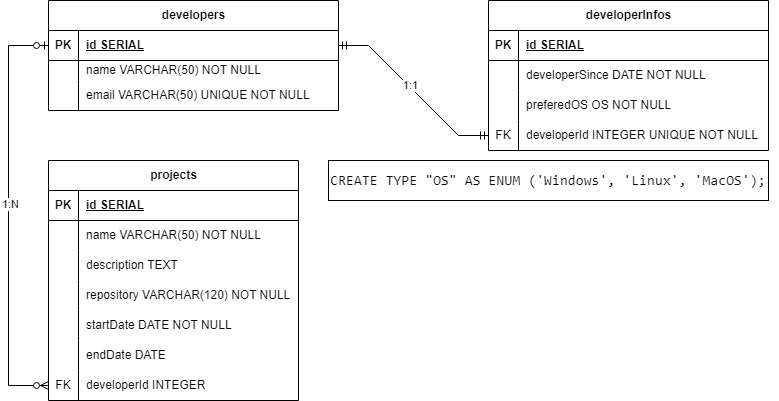 developers
PK id SERIAL
name VARCHAR(50) NOT NULL
email VARCHAR(50) UNIQUE NOT NULL
developerInfos
PK id SERIAL
developerSince DATE NOT NULL
preferedOS OS NOT NULL
FK developerId INTEGER UNIQUE NOT NULL
1:1
CREATE TYPE "OS" AS ENUM ('Windows', 'Linux', 'MacOS');
projects
PK id SERIAL
name VARCHAR(50) NOT NULL
description TEXT
repository VARCHAR(120) NOT NULL
startDate DATE NOT NULL
endDate DATE
FK developerId INTEGER
1:N